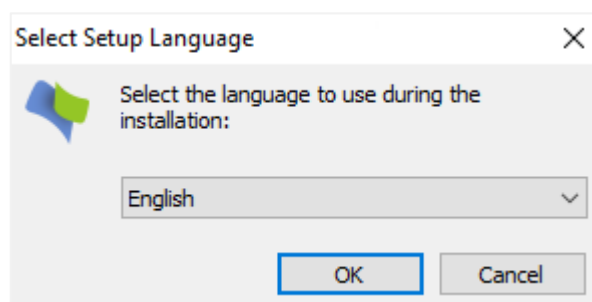 Select Setup Language
Select the language to use during the
installation:
English
OK
Cancel